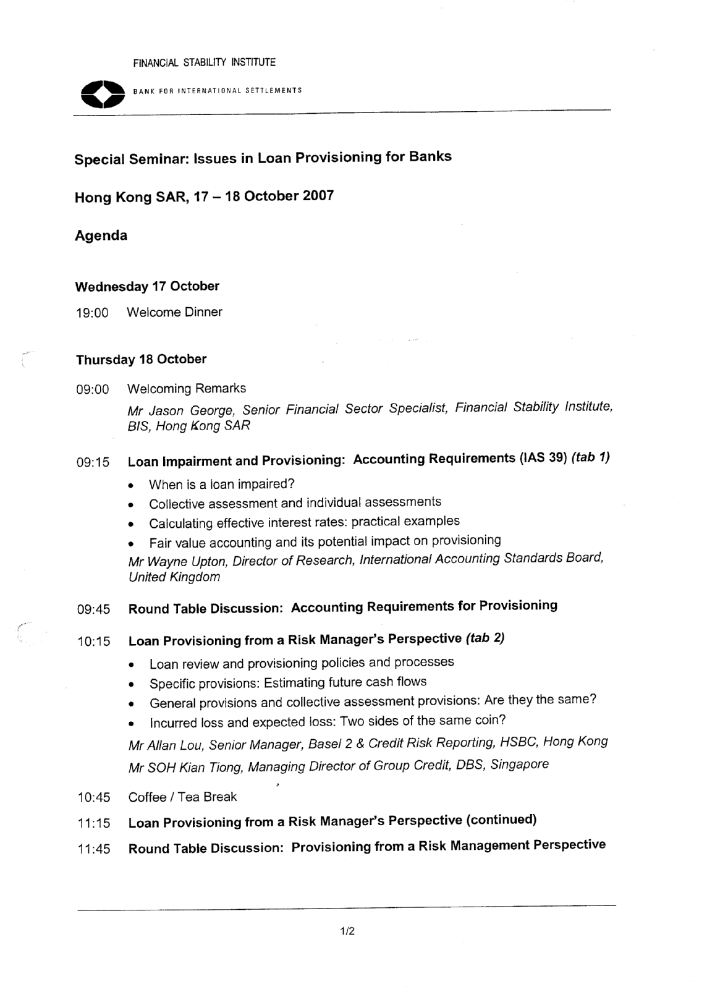 FINANCIAL STABILITY INSTITUTE
BANK FOR INTERNATIONAL SETTLEMENTS
Special Seminar: Issues in Loan Provisioning for Banks
Hong Kong SAR, 17 – 18 October 2007
Agenda
Wednesday 17 October
19:00 Welcome Dinner
Thursday 18 October
09:00 Welcoming Remarks
Mr Jason George, Senior Financial Sector Specialist, Financial Stability Institute,
BIS, Hong Kong SAR
09:15 Loan Impairment and Provisioning: Accounting Requirements (IAS 39) (tab 1)
• When is a loan impaired?
• Collective assessment and individual assessments
• Calculating effective interest rates: practical examples
• Fair value accounting and its potential impact on provisioning
Mr Wayne Upton, Director of Research, International Accounting Standards Board,
United Kingdom
09:45 Round Table Discussion: Accounting Requirements for Provisioning
10:15 Loan Provisioning from a Risk Manager's Perspective (tab 2)
• Loan review and provisioning policies and processes
• Specific provisions: Estimating future cash flows
• General provisions and collective assessment provisions: Are they the same?
• Incurred loss and expected loss: Two sides of the same coin?
Mr Allan Lou, Senior Manager, Basel 2 & Credit Risk Reporting, HSBC, Hong Kong
Mr SOH Kian Tiong, Managing Director of Group Credit, DBS, Singapore
10:45 Coffee / Tea Break
11:15 Loan Provisioning from a Risk Manager's Perspective (continued)
11:45 Round Table Discussion: Provisioning from a Risk Management Perspective
1/2